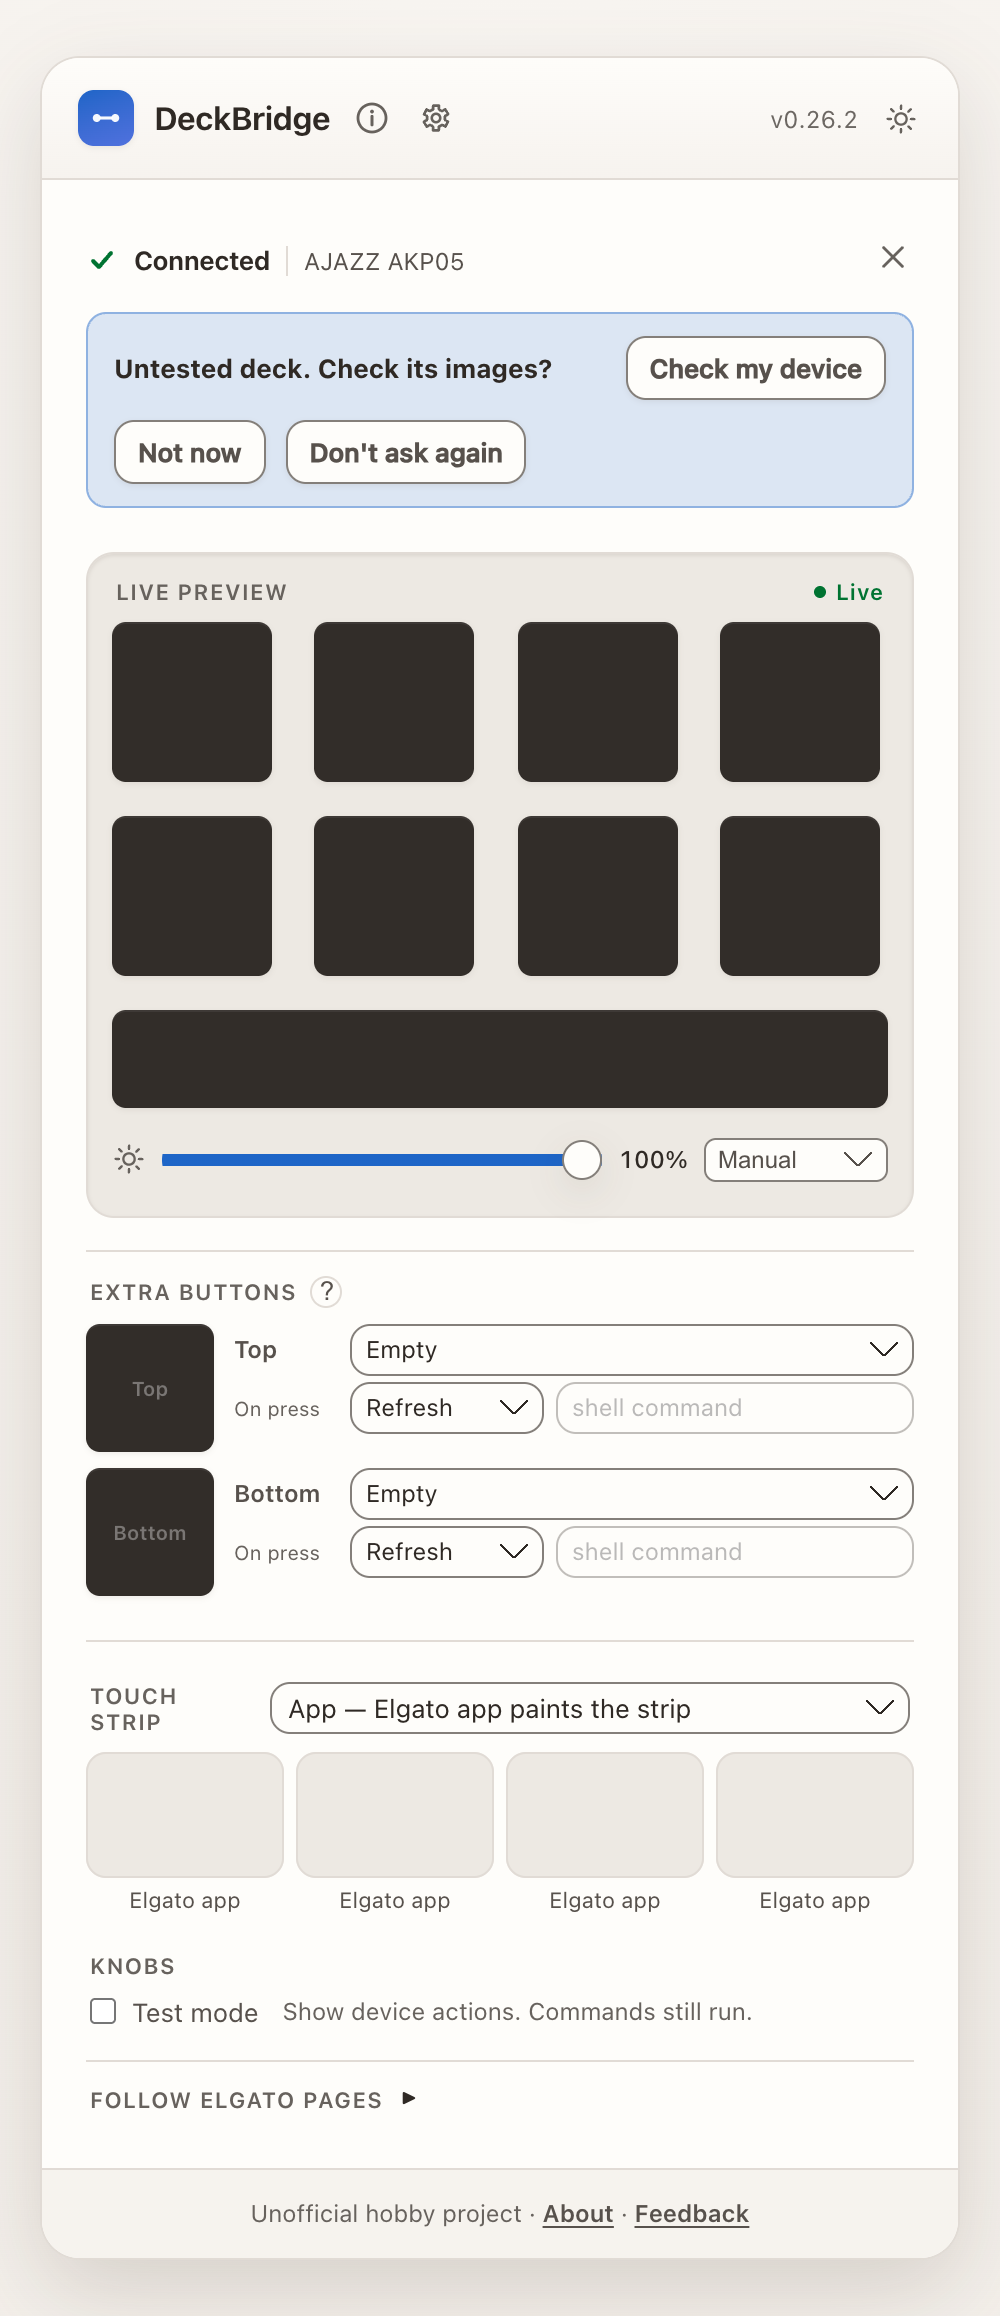 DeckBridge v0.26.2
Connected AJAZZ AKP05
Untested deck. Check its images? Check my device
Not now Don't ask again
LIVE PREVIEW Live
100% Manual
EXTRA BUTTONS ?
Top Top Empty
On press Refresh shell command
Bottom Bottom Empty
On press Refresh shell command
TOUCH STRIP App — Elgato app paints the strip
Elgato app Elgato app Elgato app Elgato app
KNOBS
Test mode Show device actions. Commands still run.
FOLLOW ELGATO PAGES
Unofficial hobby project · About · Feedback